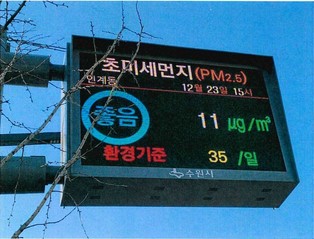 초미세먼지(PM2.5)
인계동 12월 23일 15시
좋음 11 µg/m³
환경기준 35 /일
수원시